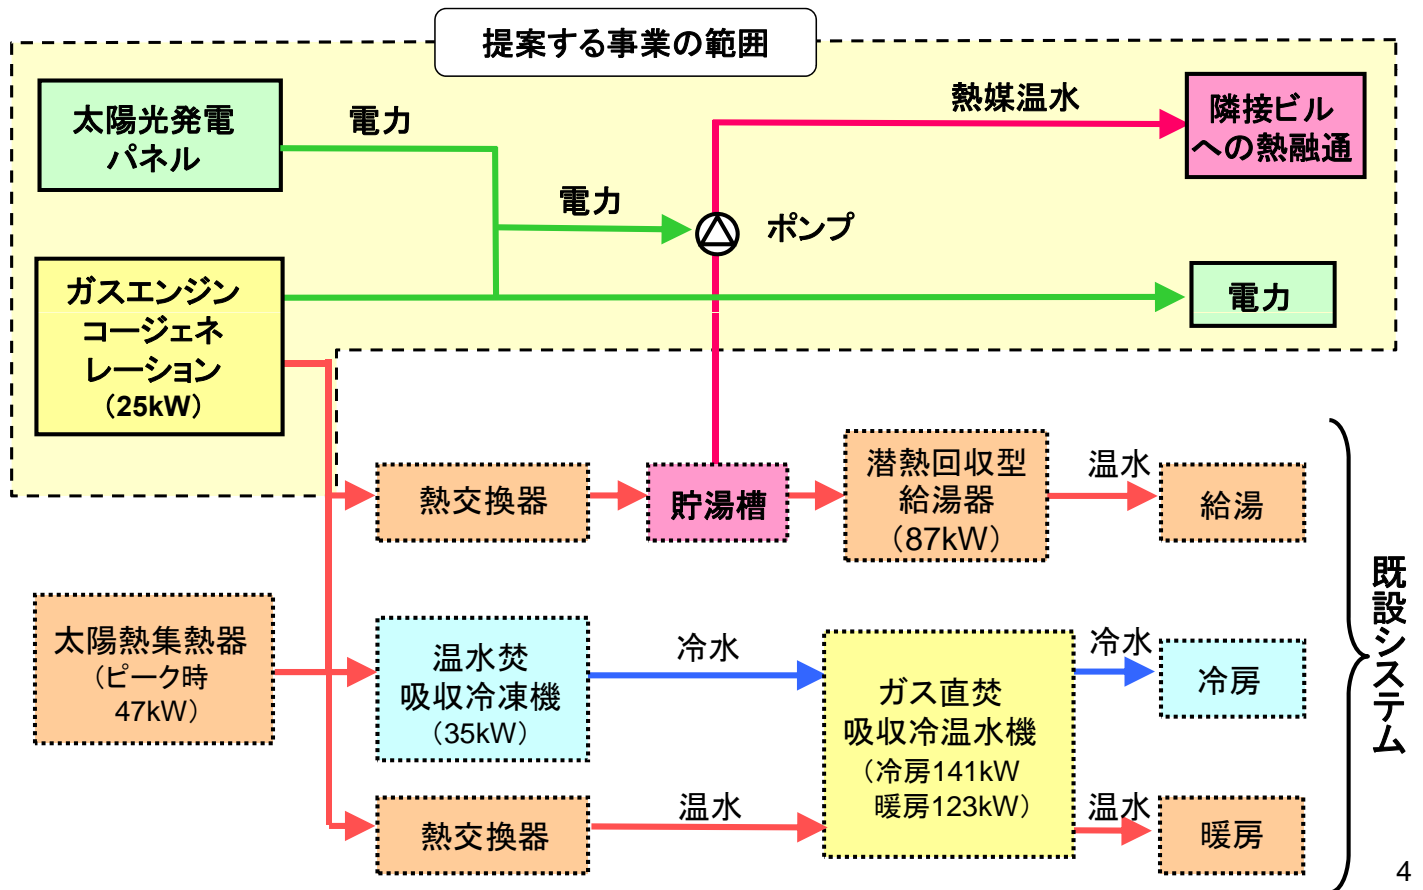 提案する事業の範囲
太陽光発電
パネル
電力
熱媒温水
隣接ビル
への熱融通
電力
ポンプ
ガスエンジン
コージェネ
レーション
（25kW）
電力
熱交換器
貯湯槽
潜熱回収型
給湯器
（87kW）
温水
給湯
太陽熱集熱器
（ピーク時
47kW）
温水焚
吸収冷凍機
（35kW）
冷水
ガス直焚
吸収冷温水機
（冷房141kW
暖房123kW）
冷水
冷房
熱交換器
温水
温水
暖房
既設システム
4